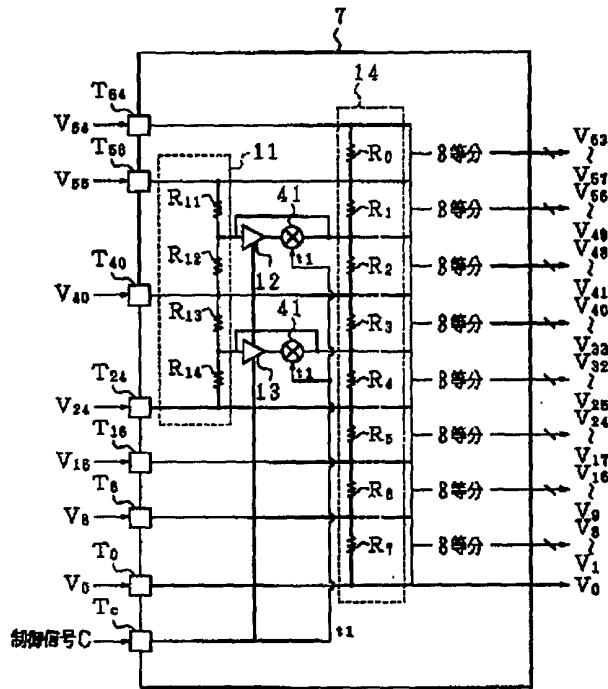 7
14
T₆₄
V₆₄
T₅₆
V₅₆
11
R₁₁
R₁₂
R₁₃
R₁₄
41
t1
12
41
t1
13
T₄₀
V₄₀
T₂₄
V₂₄
T₁₆
V₁₆
T₈
V₈
T₀
V₀
Tc
制御信号C
t1
R₀
R₁
R₂
R₃
R₄
R₅
R₆
R₇
8等分
8等分
8等分
8等分
8等分
8等分
8等分
8等分
V₆₃
~
V₅₇
V₅₆
~
V₄₉
V₄₈
~
V₄₁
V₄₀
~
V₃₃
V₃₂
~
V₂₅
V₂₄
~
V₁₇
V₁₆
~
V₉
V₈
~
V₁
V₀